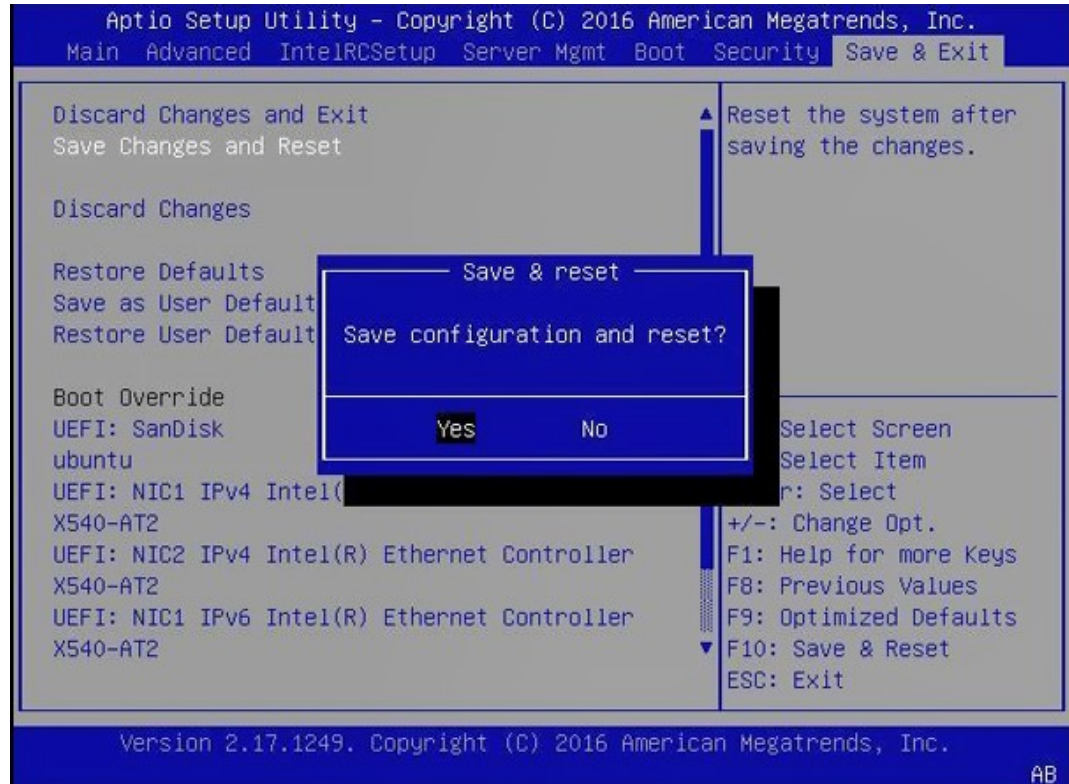 Aptio Setup Utility – Copyright (C) 2016 American Megatrends, Inc.
Main Advanced IntelRCSetup Server Mgmt Boot Security Save & Exit
Discard Changes and Exit
Save Changes and Reset
Discard Changes
Restore Defaults
Save as User Default
Restore User Default
Boot Override
UEFI: SanDisk
ubuntu
UEFI: NIC1 IPv4 Intel(
X540-AT2
UEFI: NIC2 IPv4 Intel(R) Ethernet Controller
X540-AT2
UEFI: NIC1 IPv6 Intel(R) Ethernet Controller
X540-AT2
Save & reset
Save configuration and reset?
Yes No
Reset the system after
saving the changes.
Select Screen
Select Item
r: Select
+/-: Change Opt.
F1: Help for more Keys
F8: Previous Values
F9: Optimized Defaults
F10: Save & Reset
ESC: Exit
Version 2.17.1249. Copyright (C) 2016 American Megatrends, Inc.
AB